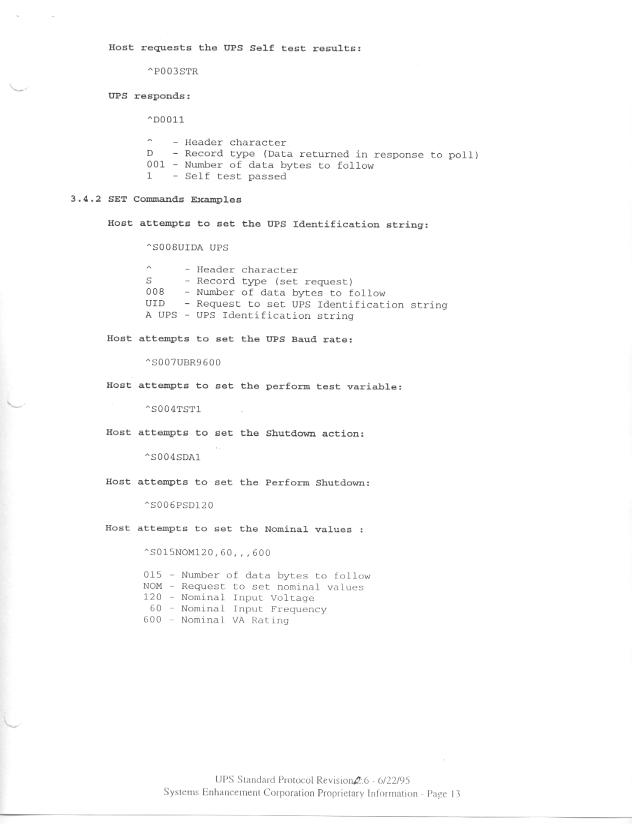 Host requests the UPS Self test results:
^P003STR
UPS responds:
^D0011
^ - Header character
D - Record type (Data returned in response to poll)
001 - Number of data bytes to follow
1 - Self test passed
3.4.2 SET Commands Examples
Host attempts to set the UPS Identification string:
^S008UIDA UPS
^ - Header character
S - Record type (set request)
008 - Number of data bytes to follow
UID - Request to set UPS Identification string
A UPS - UPS Identification string
Host attempts to set the UPS Baud rate:
^S007UBR9600
Host attempts to set the perform test variable:
^S004TST1
Host attempts to set the Shutdown action:
^S004SDA1
Host attempts to set the Perform Shutdown:
^S006PSD120
Host attempts to set the Nominal values :
^S015NOM120,60,,,600
015 - Number of data bytes to follow
NOM - Request to set nominal values
120 - Nominal Input Voltage
60 - Nominal Input Frequency
600 - Nominal VA Rating
UPS Standard Protocol Revision 2.6 - 6/22/95
Systems Enhancement Corporation Proprietary Information - Page 13